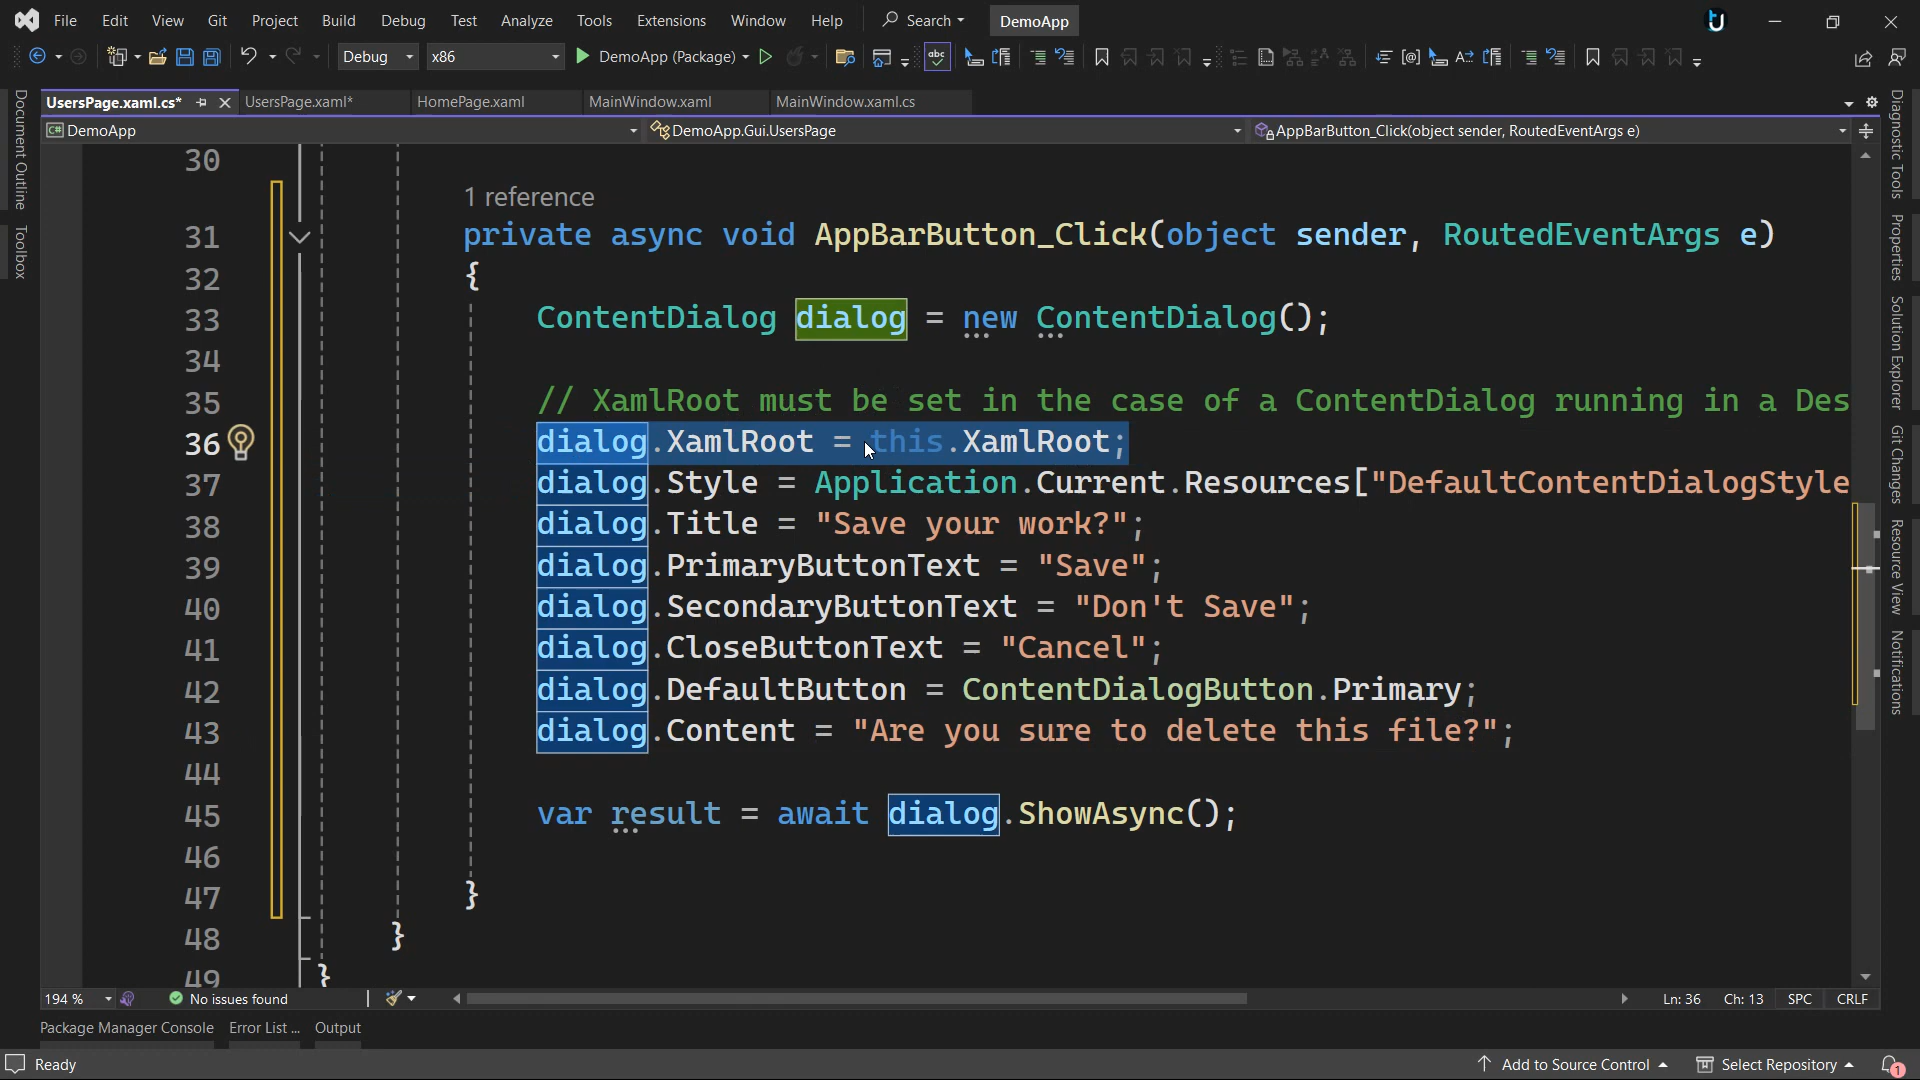 File Edit View Git Project Build Debug Test Analyze Tools Extensions Window Help Search DemoApp
Debug x86 DemoApp (Package)
UsersPage.xaml.cs* UsersPage.xaml* HomePage.xaml MainWindow.xaml MainWindow.xaml.cs
DemoApp DemoApp.Gui.UsersPage AppBarButton_Click(object sender, RoutedEventArgs e)
Document Outline
Toolbox
30
1 reference
31 private async void AppBarButton_Click(object sender, RoutedEventArgs e)
32 {
33 ContentDialog dialog = new ContentDialog();
34
35 // XamlRoot must be set in the case of a ContentDialog running in a Des
36 dialog.XamlRoot = this.XamlRoot;
37 dialog.Style = Application.Current.Resources["DefaultContentDialogStyle
38 dialog.Title = "Save your work?";
39 dialog.PrimaryButtonText = "Save";
40 dialog.SecondaryButtonText = "Don't Save";
41 dialog.CloseButtonText = "Cancel";
42 dialog.DefaultButton = ContentDialogButton.Primary;
43 dialog.Content = "Are you sure to delete this file?";
44
45 var result = await dialog.ShowAsync();
46
47 }
48 }
49 }
Diagnostic Tools
Properties
Solution Explorer
Git Changes
Resource View
Notifications
194 % No issues found Ln: 36 Ch: 13 SPC CRLF
Package Manager Console Error List ... Output
Ready Add to Source Control Select Repository 1